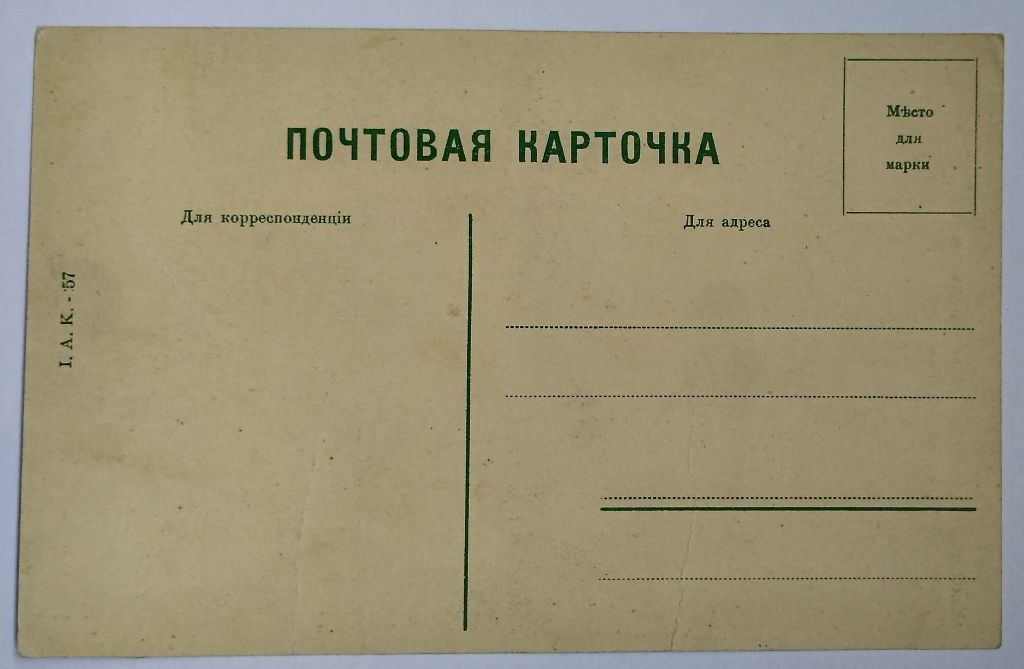 ПОЧТОВАЯ КАРТОЧКА
Мѣсто
для
марки
Для корреспонденціи
Для адреса
I. А. К. - 57